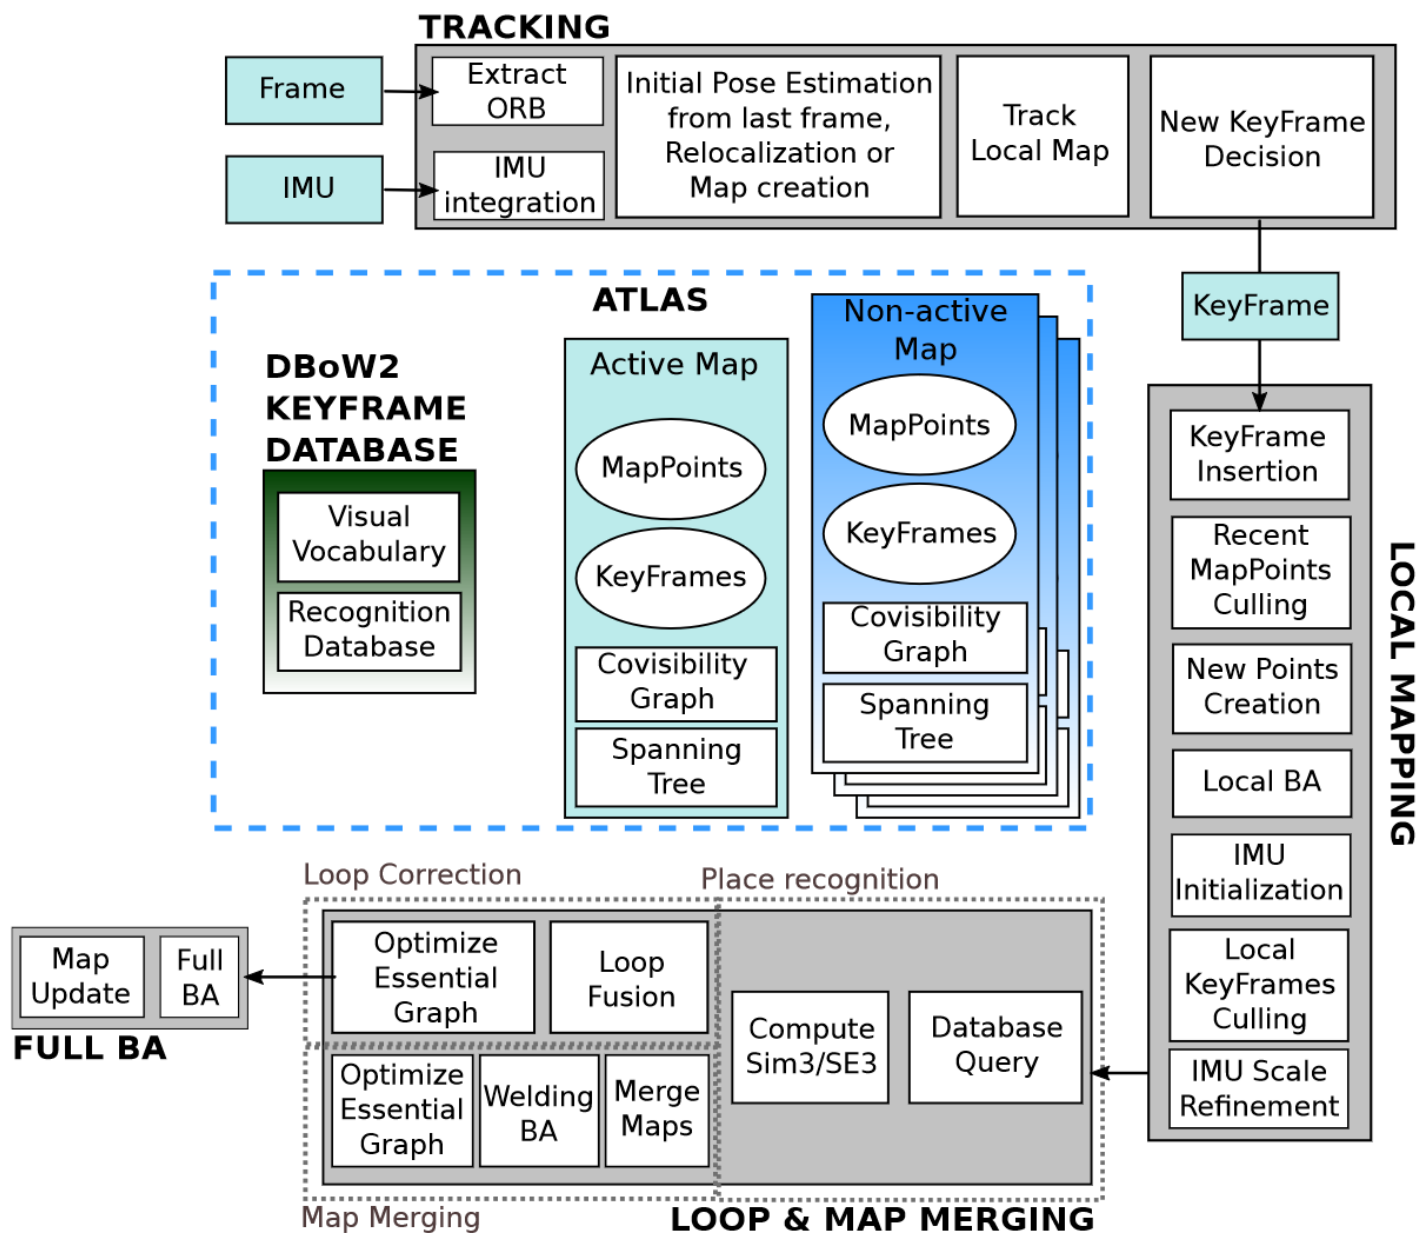 TRACKING
Frame
Extract
ORB
IMU
IMU
integration
Initial Pose Estimation
from last frame,
Relocalization or
Map creation
Track
Local Map
New KeyFrame
Decision
KeyFrame
ATLAS
DBoW2
KEYFRAME
DATABASE
Visual
Vocabulary
Recognition
Database
Active Map
MapPoints
KeyFrames
Covisibility
Graph
Spanning
Tree
Non-active
Map
MapPoints
KeyFrames
Covisibility
Graph
Spanning
Tree
LOCAL MAPPING
KeyFrame
Insertion
Recent
MapPoints
Culling
New Points
Creation
Local BA
IMU
Initialization
Local
KeyFrames
Culling
IMU Scale
Refinement
Loop Correction
Place recognition
Optimize
Essential
Graph
Loop
Fusion
Compute
Sim3/SE3
Database
Query
Optimize
Essential
Graph
Welding
BA
Merge
Maps
Map Merging
LOOP & MAP MERGING
Map
Update
Full
BA
FULL BA